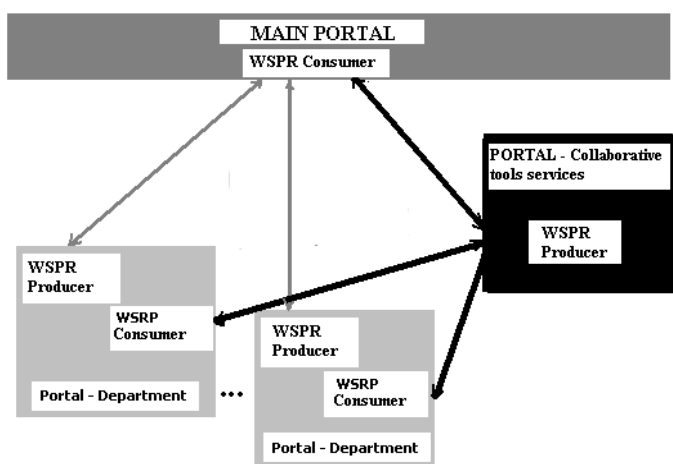 MAIN PORTAL
WSPR Consumer
PORTAL - Collaborative
tools services
WSPR
Producer
WSPR
Producer
WSRP
Consumer
Portal - Department
...
WSPR
Producer
WSRP
Consumer
Portal - Department